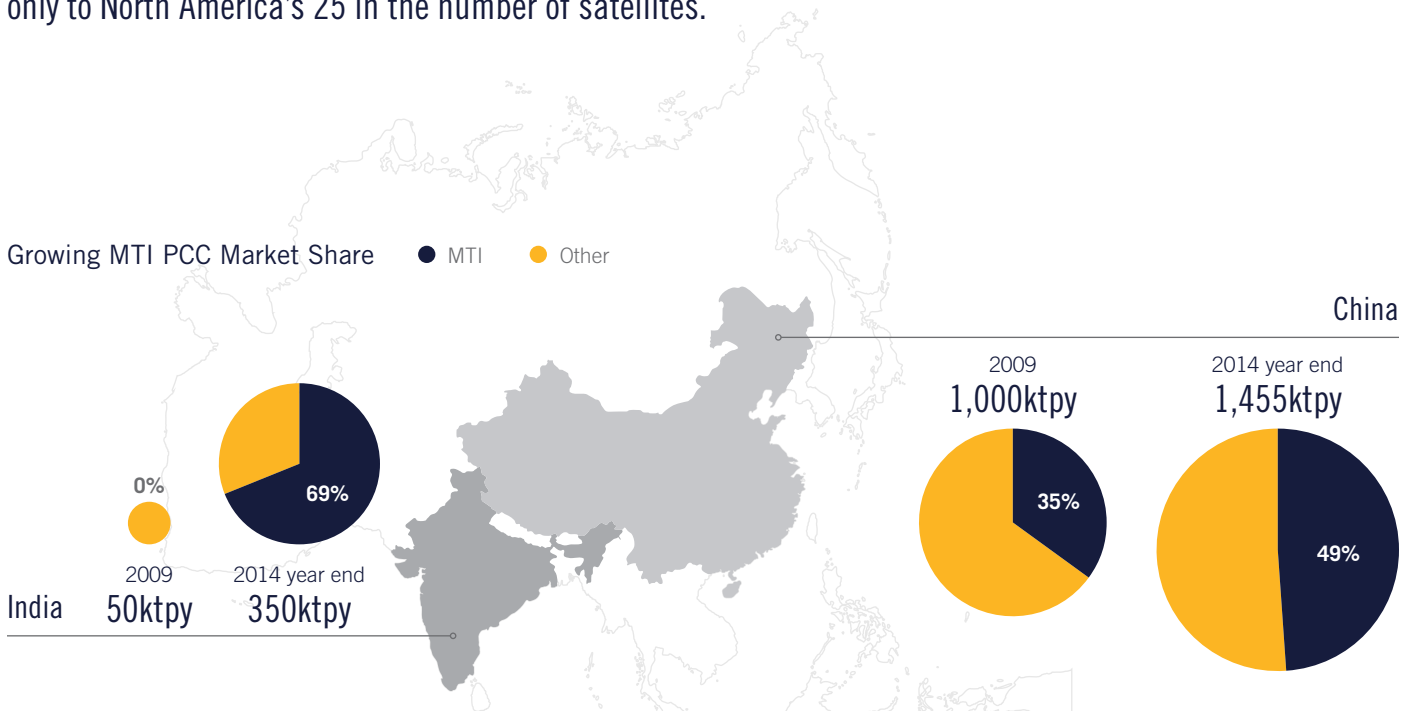 only to North America's 25 in the number of satellites.
Growing MTI PCC Market Share
MTI
Other
China
2009
1,000ktpy
35%
2014 year end
1,455ktpy
49%
0%
69%
2009
2014 year end
India
50ktpy
350ktpy